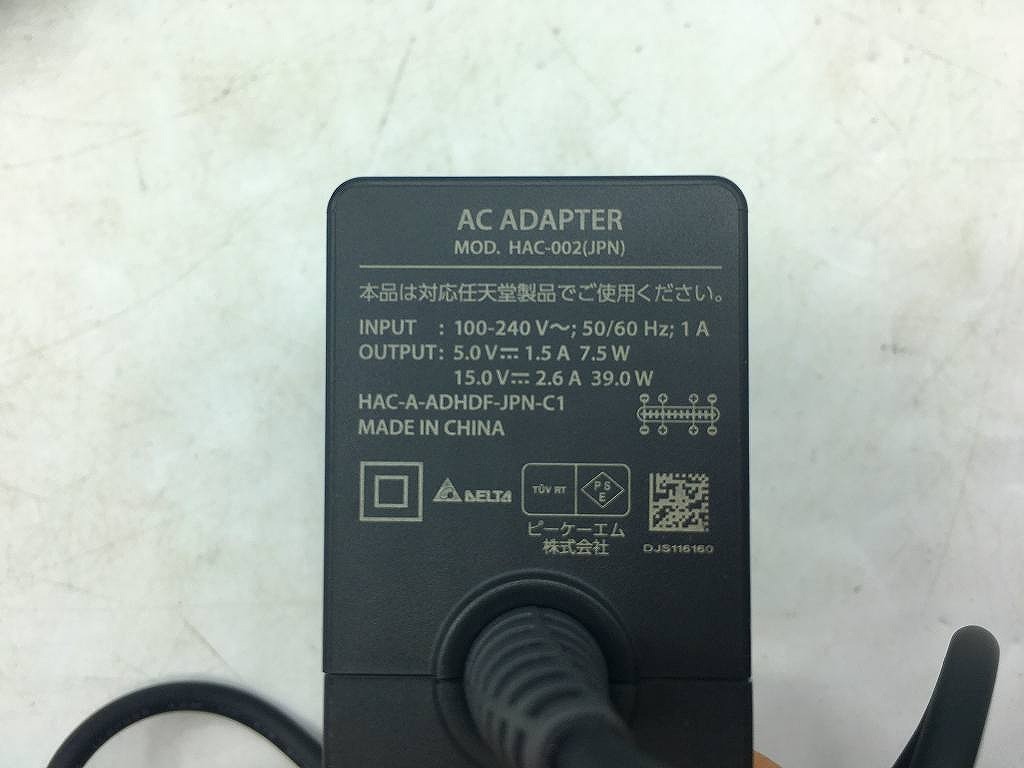 AC ADAPTER
MOD. HAC-002(JPN)
本品は対応任天堂製品でご使用ください。
INPUT : 100-240 V～; 50/60 Hz; 1 A
OUTPUT : 5.0 V⎓ 1.5 A 7.5 W
15.0 V⎓ 2.6 A 39.0 W
HAC-A-ADHDF-JPN-C1
MADE IN CHINA
DELTA
TÜV RT
PS
E
ピーケーエム
株式会社
DJS116160